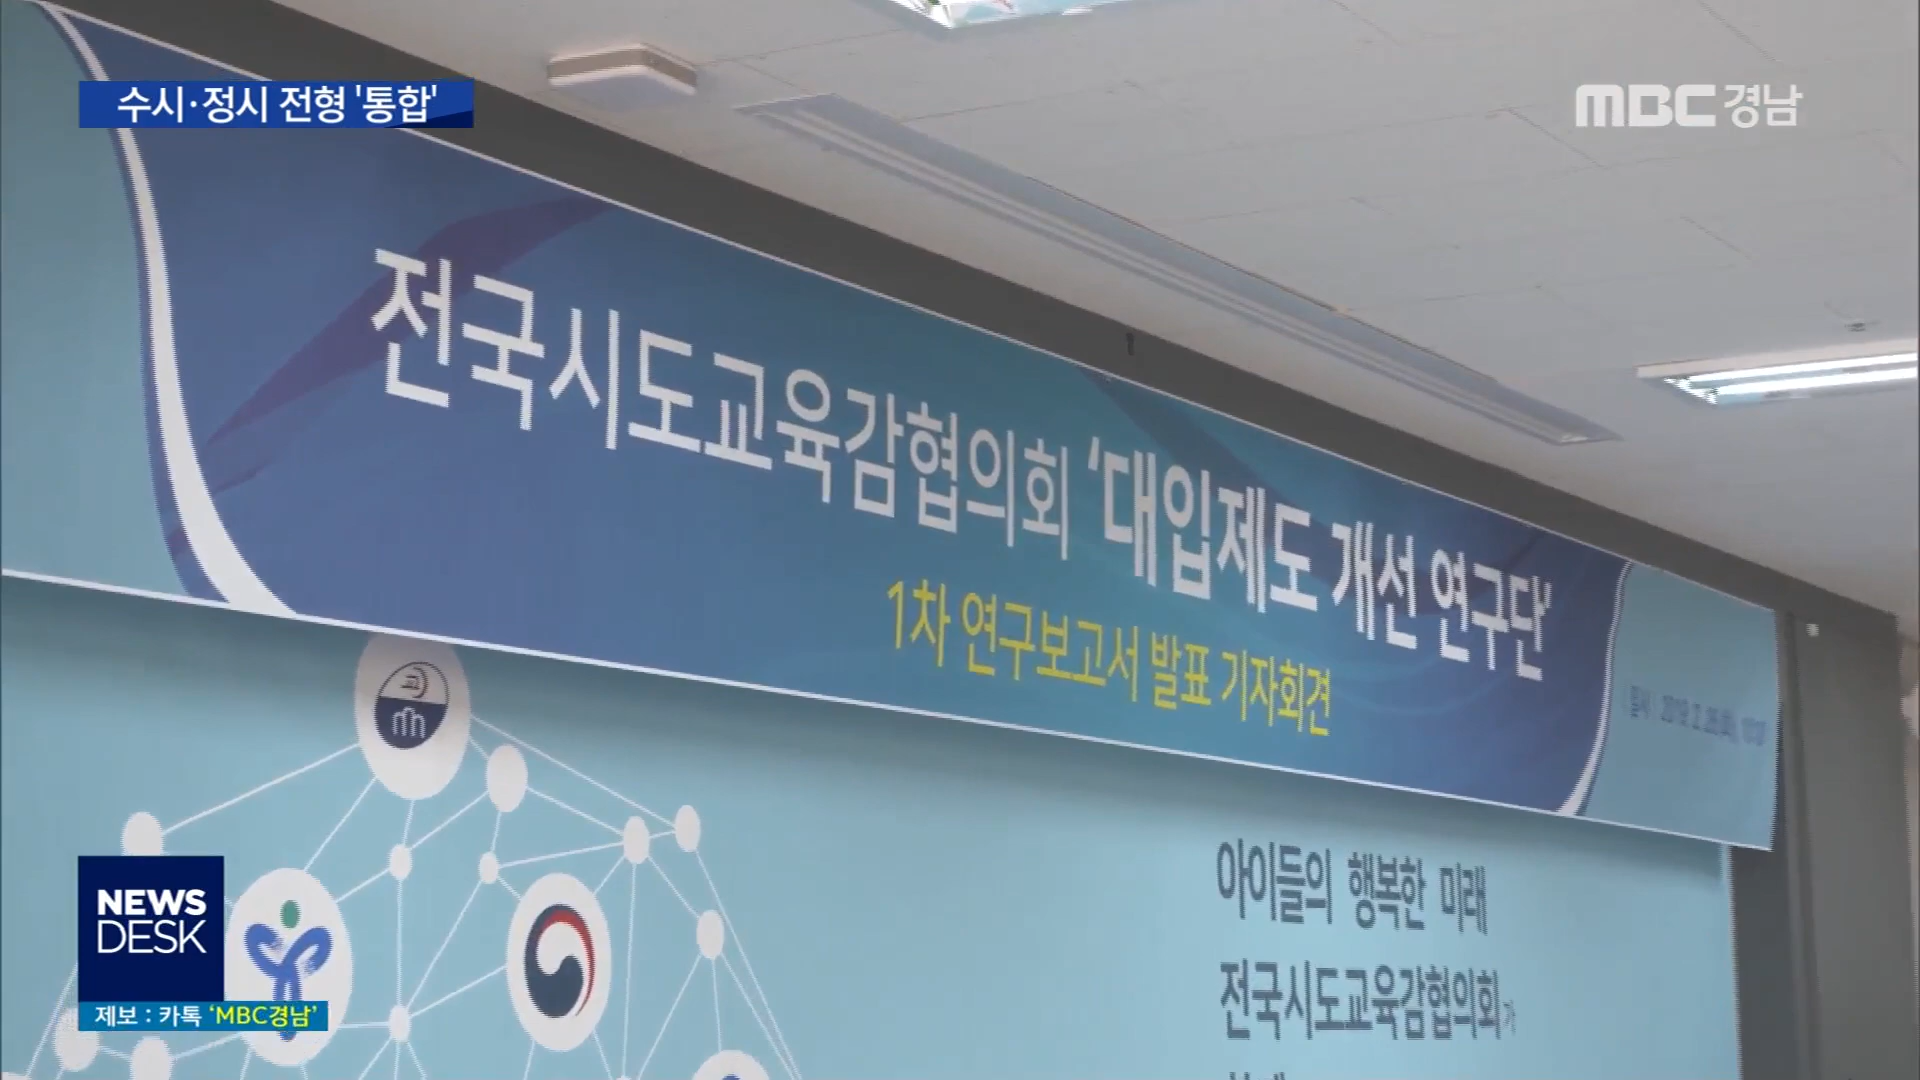 수시·정시 전형 '통합'
MBC경남
전국시도교육감협의회 '대입제도 개선 연구단'
1차 연구보고서 발표 기자회견
아이들의 행복한 미래
전국시도교육감협의회가
NEWS
DESK
제보 : 카톡 'MBC경남'